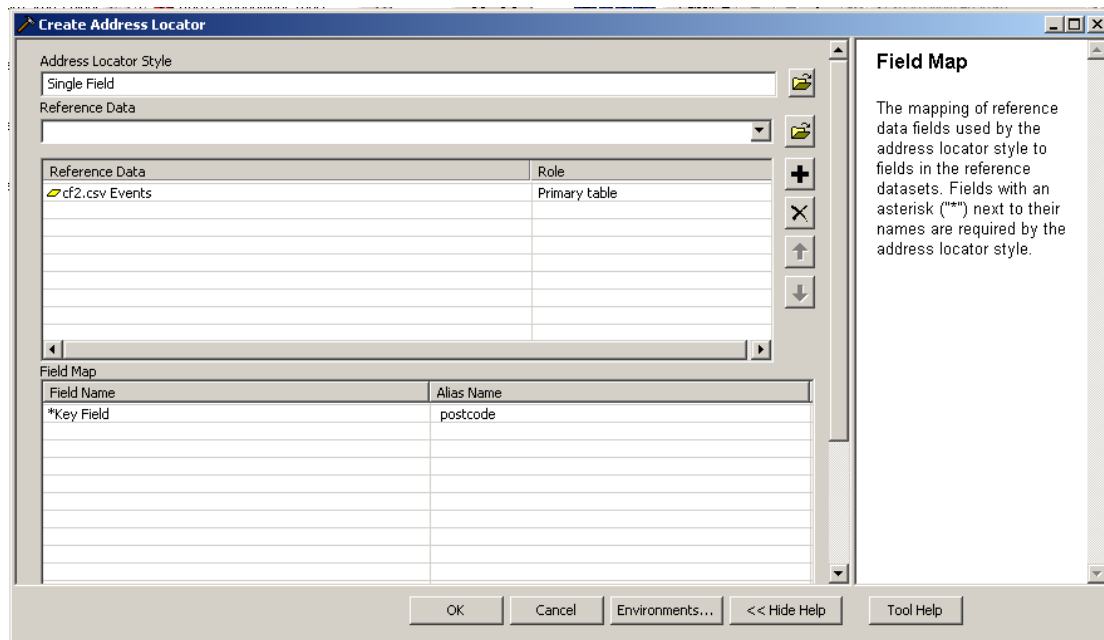 Create Address Locator
Address Locator Style
Single Field
Reference Data
Reference Data Role
cf2.csv Events Primary table
Field Map
Field Name Alias Name
*Key Field postcode
OK Cancel Environments... << Hide Help Tool Help
Field Map
The mapping of reference
data fields used by the
address locator style to
fields in the reference
datasets. Fields with an
asterisk ("*") next to their
names are required by the
address locator style.